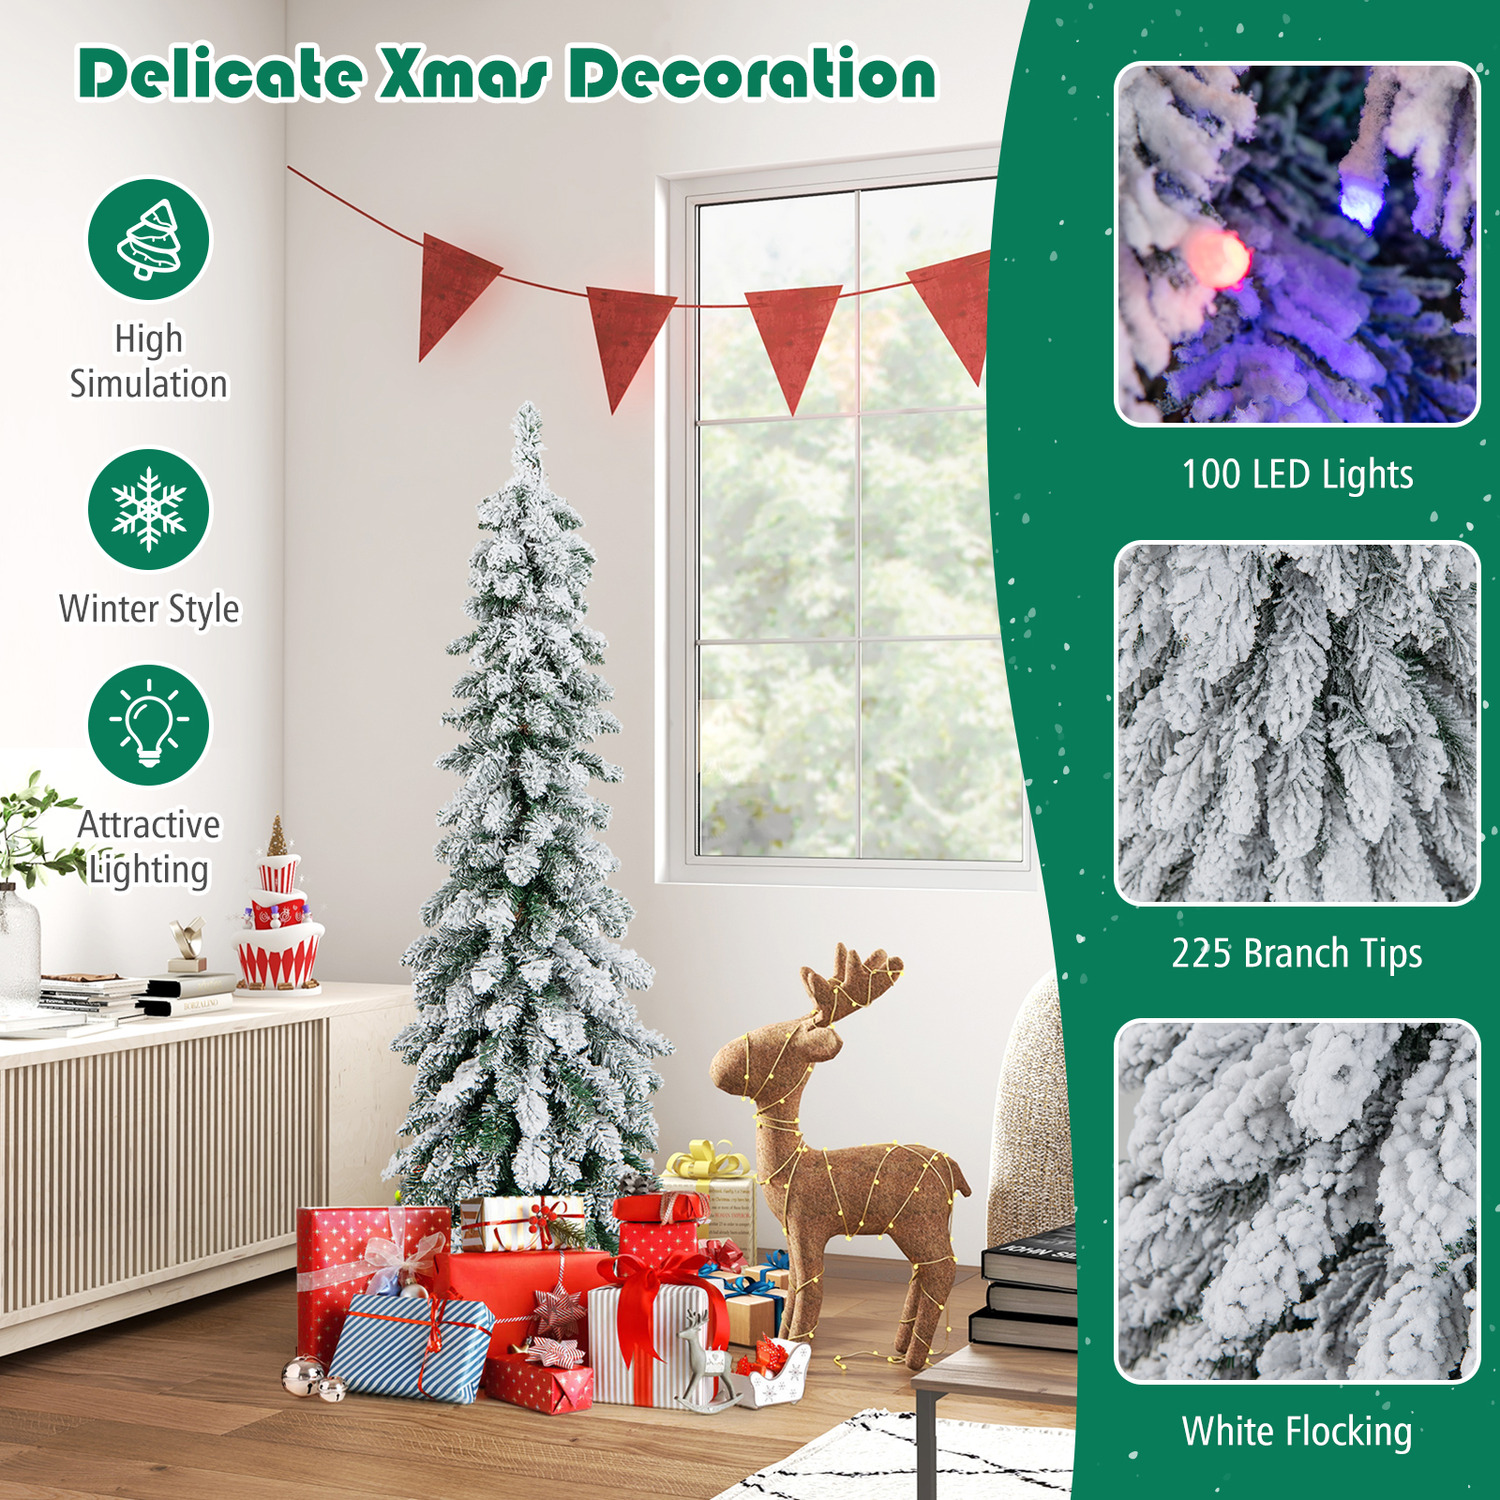 Delicate Xmas Decoration
High
Simulation
Winter Style
Attractive
Lighting
100 LED Lights
225 Branch Tips
White Flocking